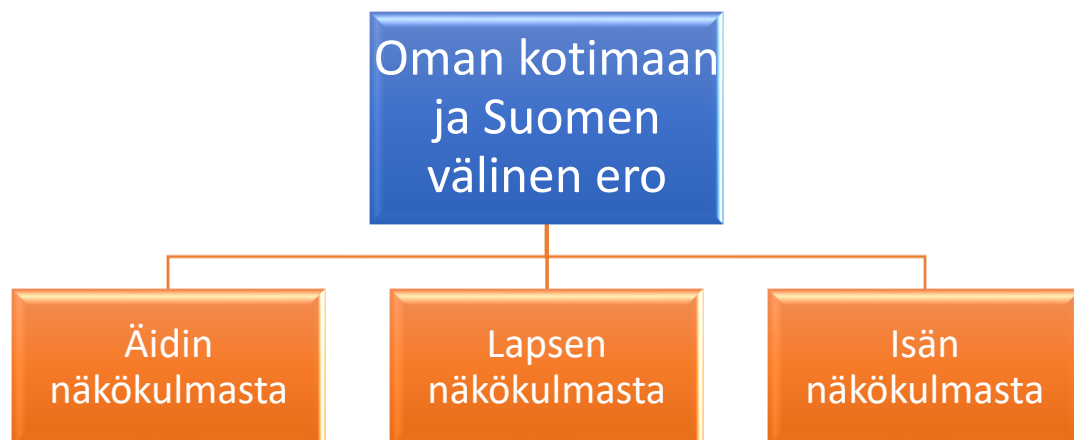 Oman kotimaan
ja Suomen
välinen ero
Äidin
näkökulmasta
Lapsen
näkökulmasta
Isän
näkökulmasta